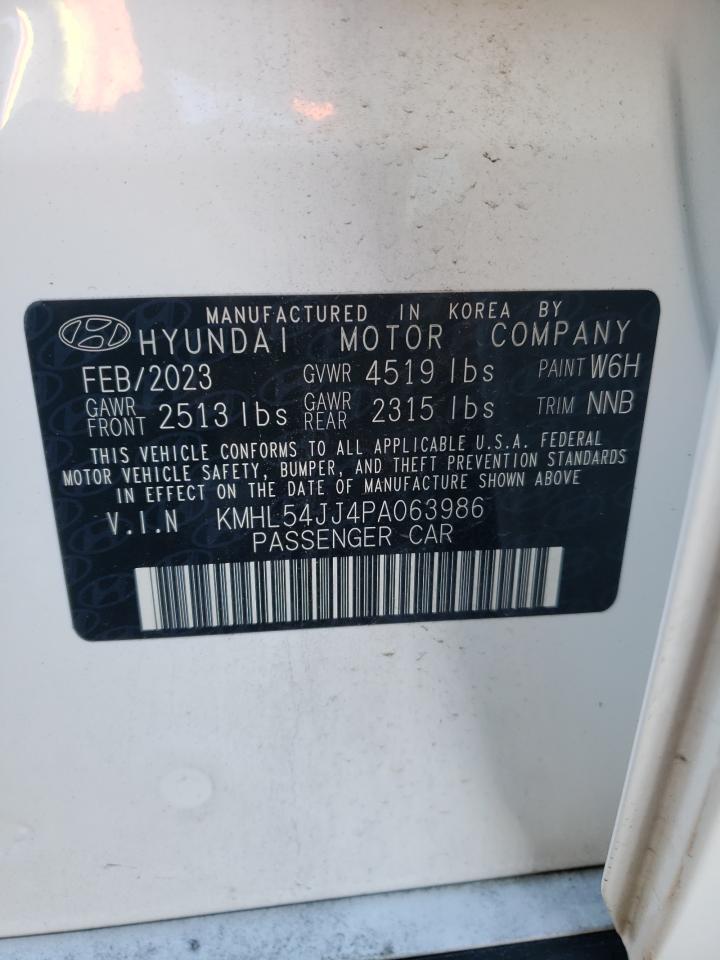 MANUFACTURED IN KOREA BY
HYUNDAI MOTOR COMPANY
FEB/2023 GVWR 4519 lbs PAINT W6H
GAWR FRONT 2513 lbs GAWR REAR 2315 lbs TRIM NNB
THIS VEHICLE CONFORMS TO ALL APPLICABLE U.S.A. FEDERAL
MOTOR VEHICLE SAFETY, BUMPER, AND THEFT PREVENTION STANDARDS
IN EFFECT ON THE DATE OF MANUFACTURE SHOWN ABOVE
V.I.N KMHL54JJ4PA063986
PASSENGER CAR